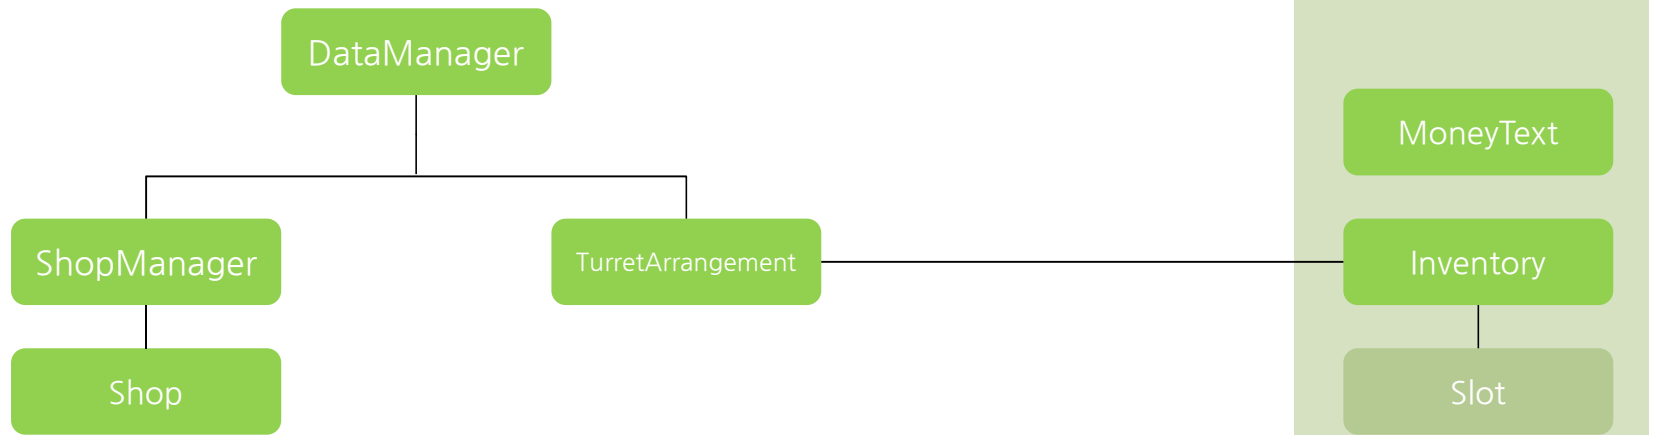 DataManager
MoneyText
ShopManager
TurretArrangement
Inventory
Shop
Slot